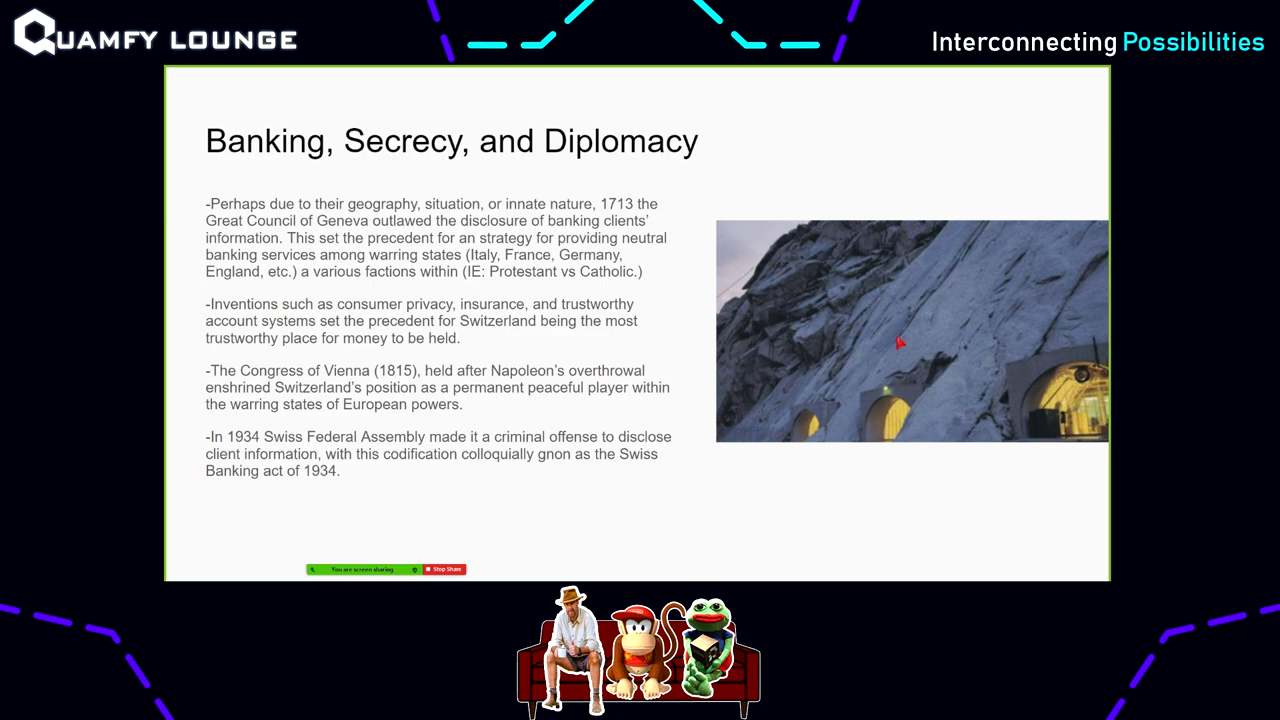 QUAMFY LOUNGE
Interconnecting Possibilities
Banking, Secrecy, and Diplomacy
-Perhaps due to their geography, situation, or innate nature, 1713 the
Great Council of Geneva outlawed the disclosure of banking clients’
information. This set the precedent for an strategy for providing neutral
banking services among warring states (Italy, France, Germany,
England, etc.) a various factions within (IE: Protestant vs Catholic.)
-Inventions such as consumer privacy, insurance, and trustworthy
account systems set the precedent for Switzerland being the most
trustworthy place for money to be held.
-The Congress of Vienna (1815), held after Napoleon’s overthrowal
enshrined Switzerland’s position as a permanent peaceful player within
the warring states of European powers.
-In 1934 Swiss Federal Assembly made it a criminal offense to disclose
client information, with this codification colloquially gnon as the Swiss
Banking act of 1934.
You are screen sharing
Stop Share